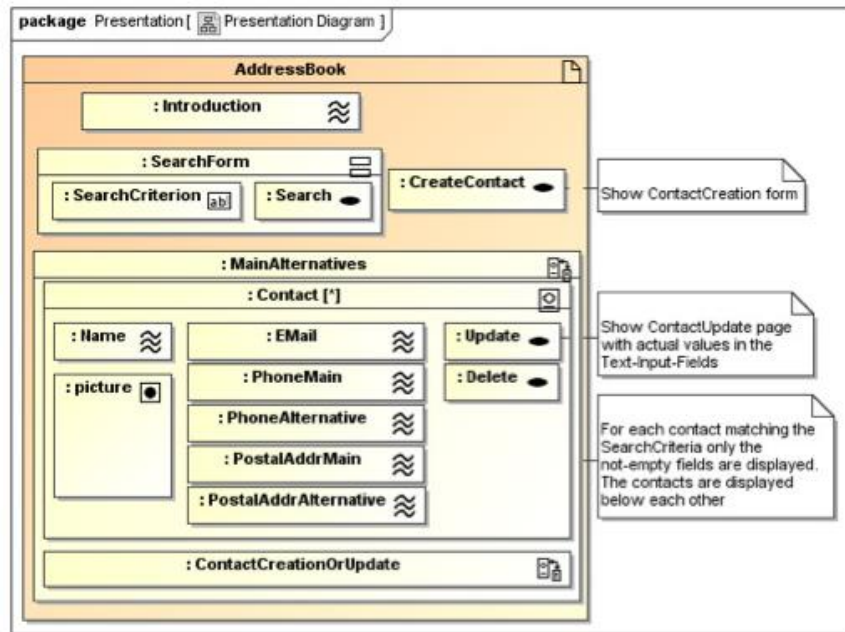 package Presentation [ Presentation Diagram ]
AddressBook
: Introduction
: SearchForm
: SearchCriterion ab
: Search
: CreateContact
Show ContactCreation form
: MainAlternatives
: Contact [*]
: Name
: EMail
: Update
Show ContactUpdate page
with actual values in the
Text-Input-Fields
: picture
: PhoneMain
: Delete
: PhoneAlternative
: PostalAddrMain
: PostalAddrAlternative
For each contact matching the
SearchCriteria only the
not-empty fields are displayed.
The contacts are displayed
below each other
: ContactCreationOrUpdate